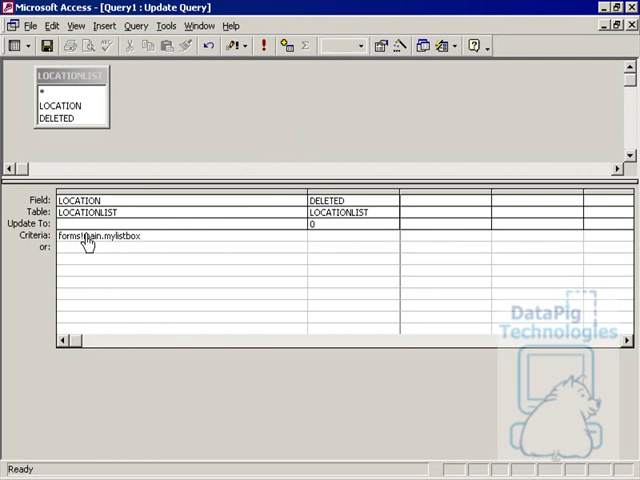 Microsoft Access - [Query1 : Update Query]
File Edit View Insert Query Tools Window Help
LOCATIONLIST
*
LOCATION
DELETED
Field: LOCATION DELETED
Table: LOCATIONLIST LOCATIONLIST
Update To: 0
Criteria: forms!main.mylistbox
or:
DataPig
Technologies
Ready